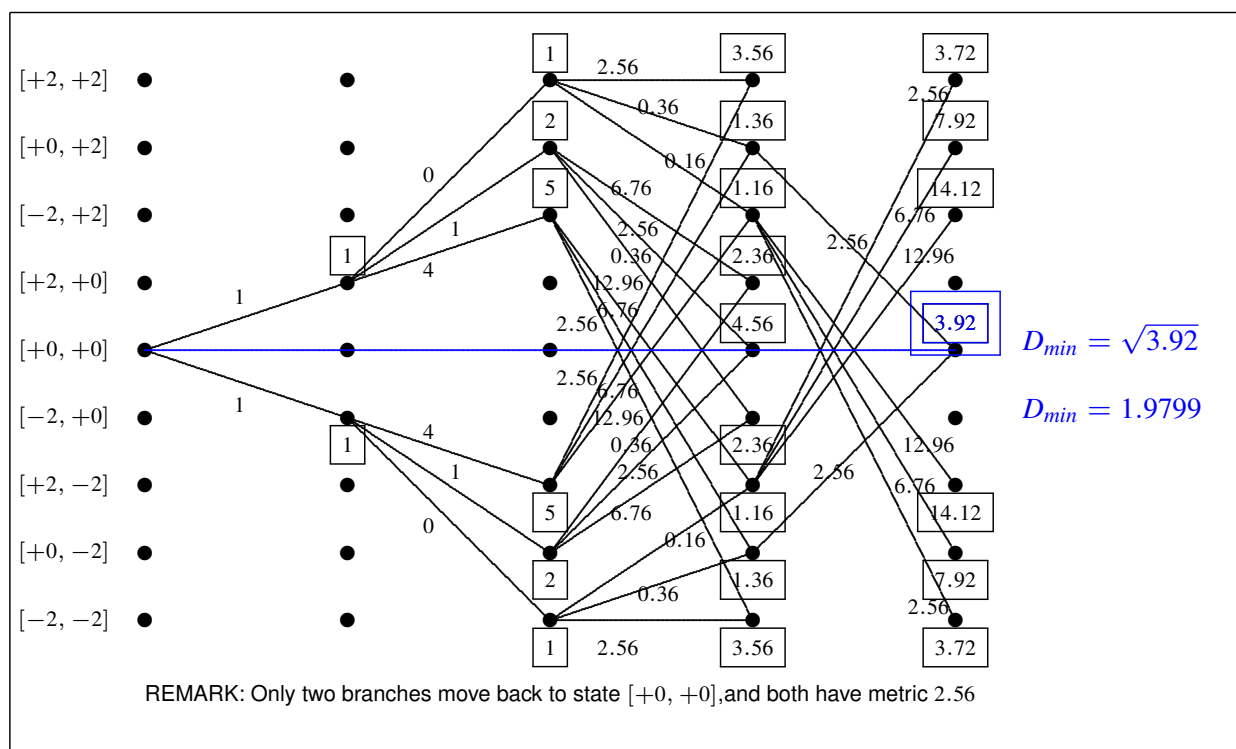 1 3.56 3.72
[+2, +2] 2.56 2.56
0.36
2 1.36 7.92
[+0, +2]
0.16
0 5 6.76 1.16 14.12
[−2, +2] 6.76
1 2.56 2.56
1 0.36 2.36 12.96
4
[+2, +0] 12.96
1 6.76
2.56 4.56 3.92
[+0, +0] D_min = √3.92
2.56
1 6.76
[−2, +0] 12.96 D_min = 1.9799
4 0.36 2.36 12.96
1
1 2.56
2.56
[+2, −2] 6.76
0 5 6.76 1.16 14.12
0.16
[+0, −2]
2 1.36 7.92
0.36
2.56
[−2, −2]
1 2.56 3.56 3.72
REMARK: Only two branches move back to state [+0, +0],and both have metric 2.56